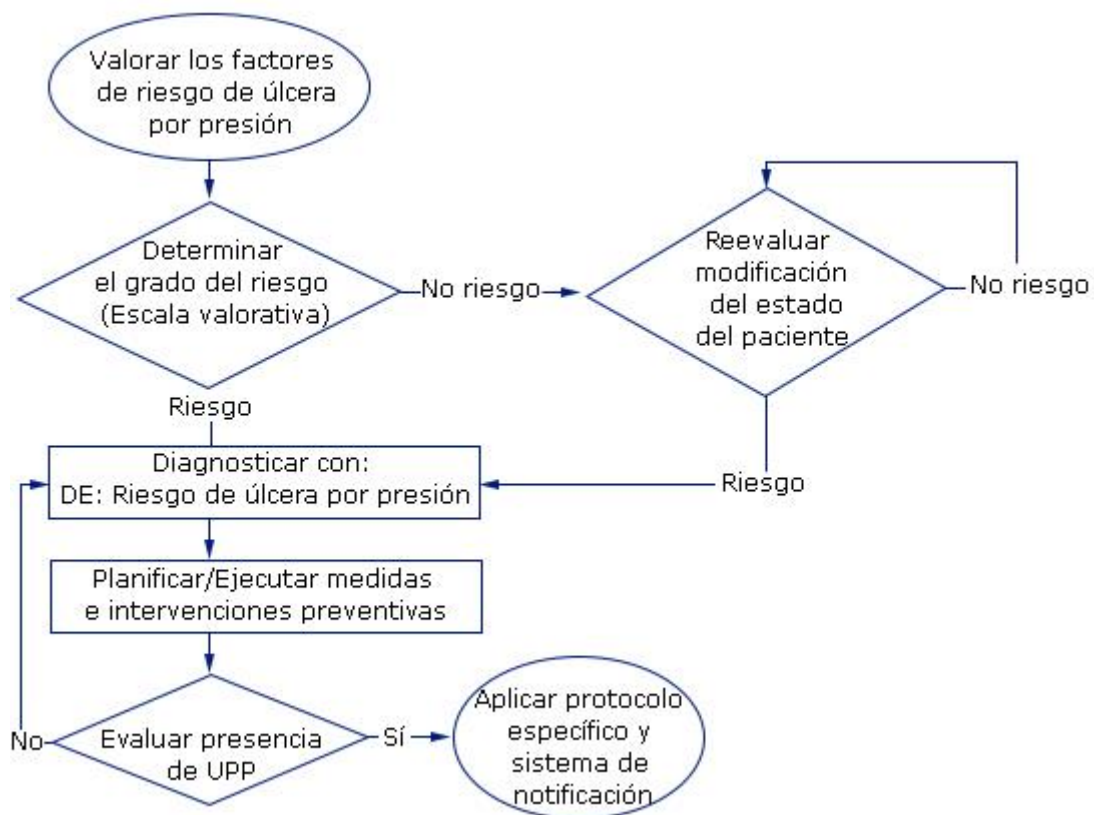 Valorar los factores
de riesgo de úlcera
por presión
Determinar
el grado del riesgo
(Escala valorativa)
No riesgo
Reevaluar
modificación
del estado
del paciente
No riesgo
Riesgo
Riesgo
Diagnosticar con:
DE: Riesgo de úlcera por presión
Planificar/Ejecutar medidas
e intervenciones preventivas
Evaluar presencia
de UPP
No
Sí
Aplicar protocolo
específico y
sistema de
notificación